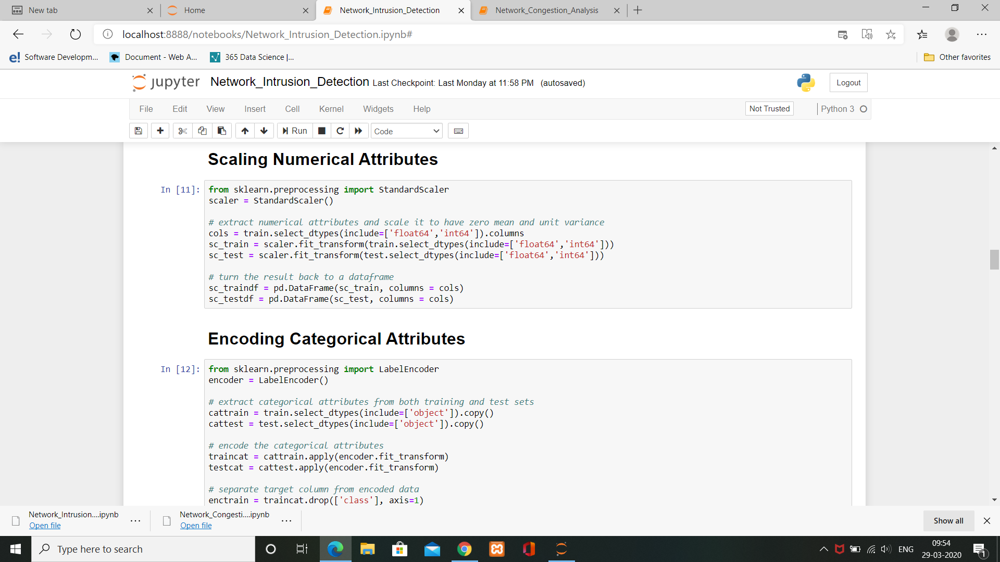 New tab
Home
Network_Intrusion_Detection
Network_Congestion_Analysis
localhost:8888/notebooks/Network_Intrusion_Detection.ipynb#
e! Software Developm...
Document - Web A...
365 Data Science |...
Other favorites
jupyter Network_Intrusion_Detection Last Checkpoint: Last Monday at 11:58 PM (autosaved)
Logout
File Edit View Insert Cell Kernel Widgets Help
Not Trusted
Python 3
Run
Code
Scaling Numerical Attributes
In [11]: from sklearn.preprocessing import StandardScaler
scaler = StandardScaler()
# extract numerical attributes and scale it to have zero mean and unit variance
cols = train.select_dtypes(include=['float64','int64']).columns
sc_train = scaler.fit_transform(train.select_dtypes(include=['float64','int64']))
sc_test = scaler.fit_transform(test.select_dtypes(include=['float64','int64']))
# turn the result back to a dataframe
sc_traindf = pd.DataFrame(sc_train, columns = cols)
sc_testdf = pd.DataFrame(sc_test, columns = cols)
Encoding Categorical Attributes
In [12]: from sklearn.preprocessing import LabelEncoder
encoder = LabelEncoder()
# extract categorical attributes from both training and test sets
cattrain = train.select_dtypes(include=['object']).copy()
cattest = test.select_dtypes(include=['object']).copy()
# encode the categorical attributes
traincat = cattrain.apply(encoder.fit_transform)
testcat = cattest.apply(encoder.fit_transform)
# separate target column from encoded data
enctrain = traincat.drop(['class'], axis=1)
Network_Intrusion....ipynb
Open file
Network_Congesti....ipynb
Open file
Show all
Type here to search
ENG
09:54
29-03-2020
1